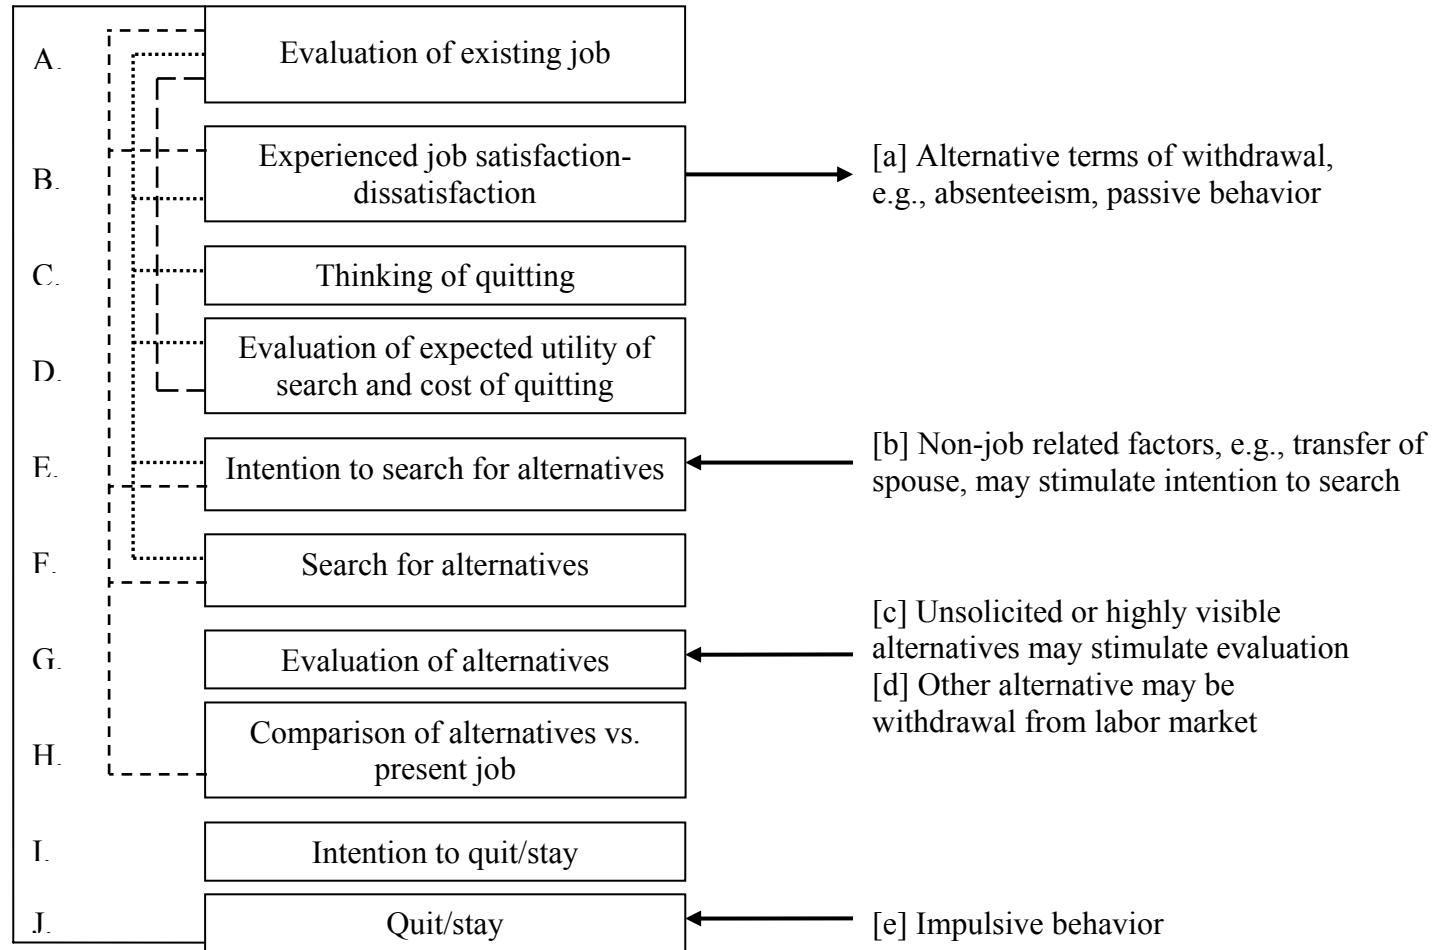 A.
Evaluation of existing job
B.
Experienced job satisfaction-
dissatisfaction
[a] Alternative terms of withdrawal,
e.g., absenteeism, passive behavior
C.
Thinking of quitting
D.
Evaluation of expected utility of
search and cost of quitting
E.
Intention to search for alternatives
[b] Non-job related factors, e.g., transfer of
spouse, may stimulate intention to search
F.
Search for alternatives
G.
Evaluation of alternatives
[c] Unsolicited or highly visible
alternatives may stimulate evaluation
[d] Other alternative may be
withdrawal from labor market
H.
Comparison of alternatives vs.
present job
I.
Intention to quit/stay
J.
Quit/stay
[e] Impulsive behavior